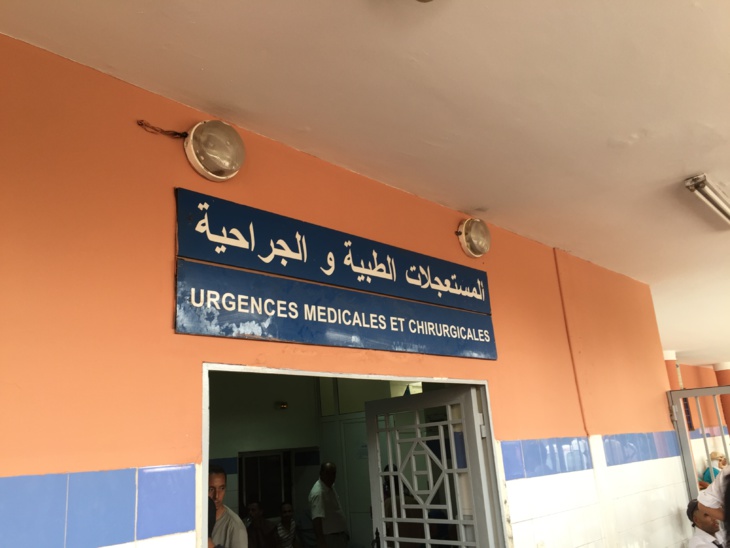 المستعجلات الطبية و الجراحية
URGENCES MEDICALES ET CHIRURGICALES